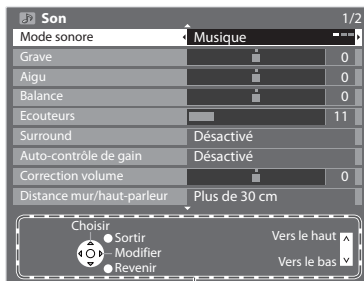 Son 1/2
Mode sonore Musique
Grave 0
Aigu 0
Balance 0
Ecouteurs 11
Surround Désactivé
Auto-contrôle de gain Désactivé
Correction volume 0
Distance mur/haut-parleur Plus de 30 cm
Choisir
Sortir
Modifier
Revenir
Vers le haut
Vers le bas